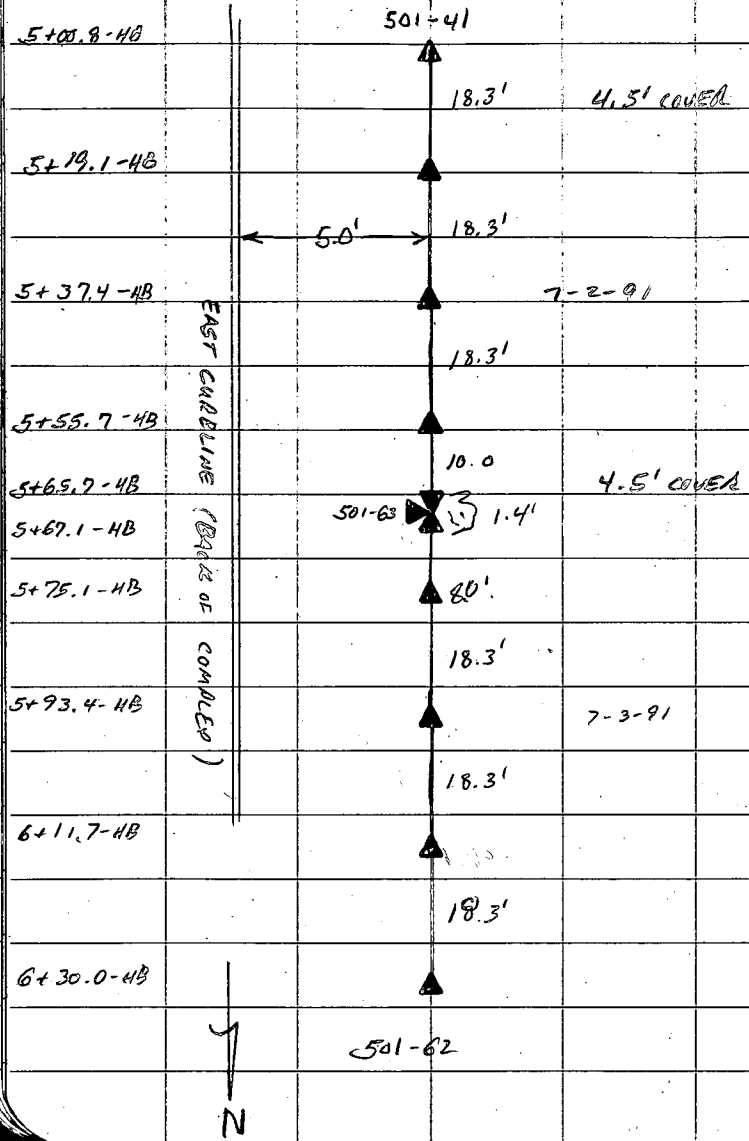 501-41
5+00.8-HB
18.3'
4.5' COVER
5+19.1-HB
5.0'
18.3'
5+37.4-HB
7-2-91
EAST CURBLINE (BACK OF COMPLEX)
18.3'
5+55.7-HB
10.0
5+65.7-HB
4.5' COVER
501-63
1.4'
5+67.1-HB
5+75.1-HB
8.0'
18.3'
5+93.4-HB
7-3-91
18.3'
6+11.7-HB
18.3'
6+30.0-HB
501-62
N